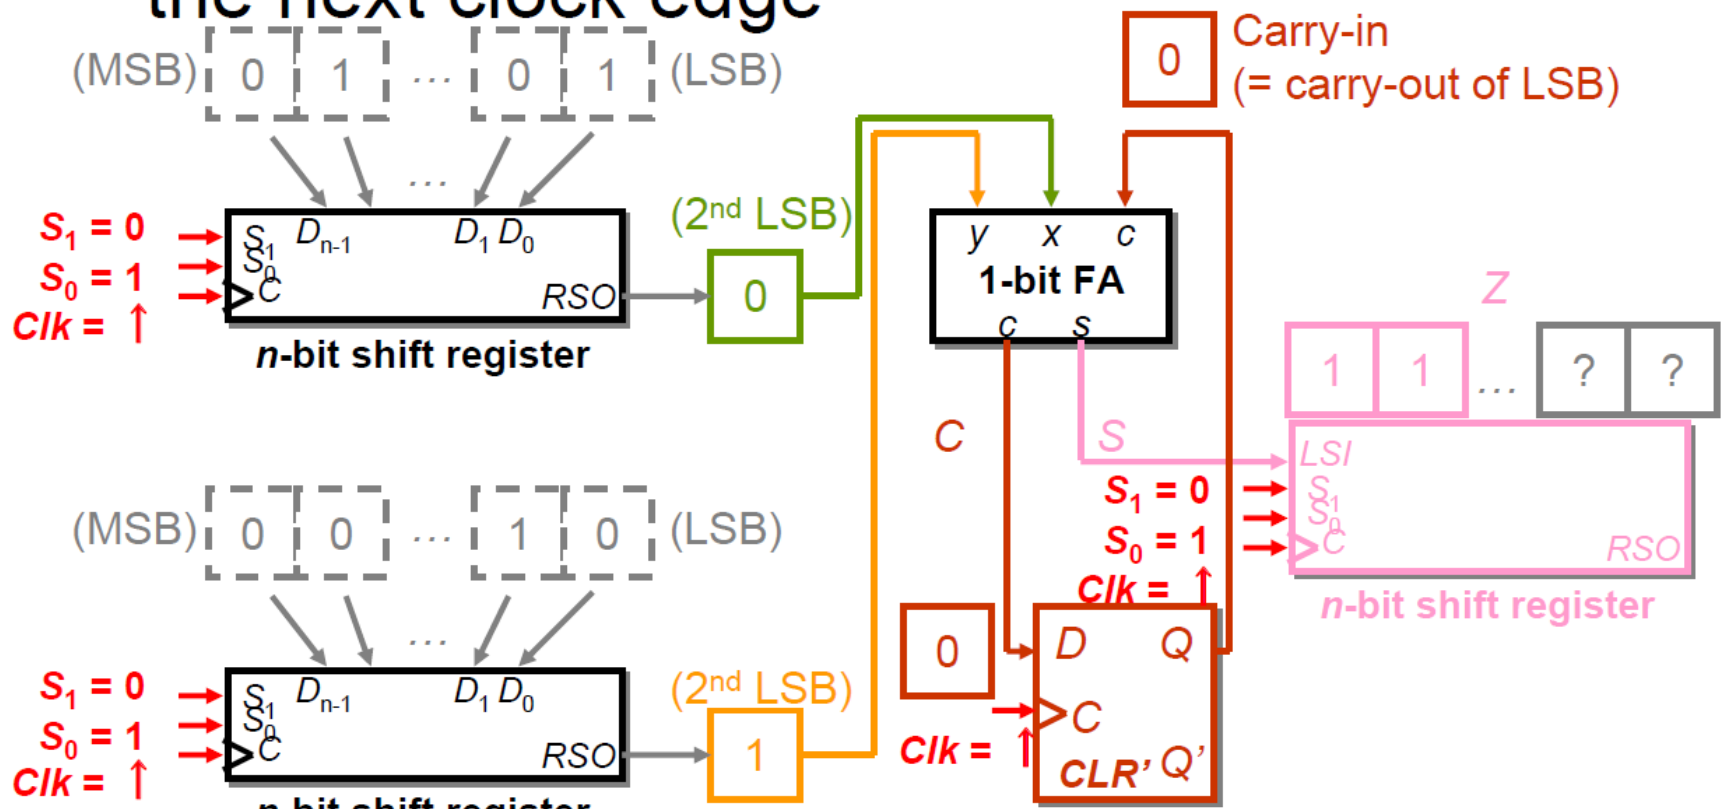 the next clock edge
(MSB) 0 1 ... 0 1 (LSB)
0
Carry-in
(= carry-out of LSB)
...
S1 = 0
S0 = 1
Clk = ↑
S1
S0
C
Dn-1
D1 D0
RSO
n-bit shift register
(2nd LSB)
0
y x c
1-bit FA
c s
C
S
Z
1 1 ... ? ?
LSI
S1
S0
C
RSO
n-bit shift register
S1 = 0
S0 = 1
Clk = ↑
(MSB) 0 0 ... 1 0 (LSB)
...
S1 = 0
S0 = 1
Clk = ↑
S1
S0
C
Dn-1
D1 D0
RSO
n-bit shift register
(2nd LSB)
1
0
D Q
C
Clk = ↑
CLR' Q'